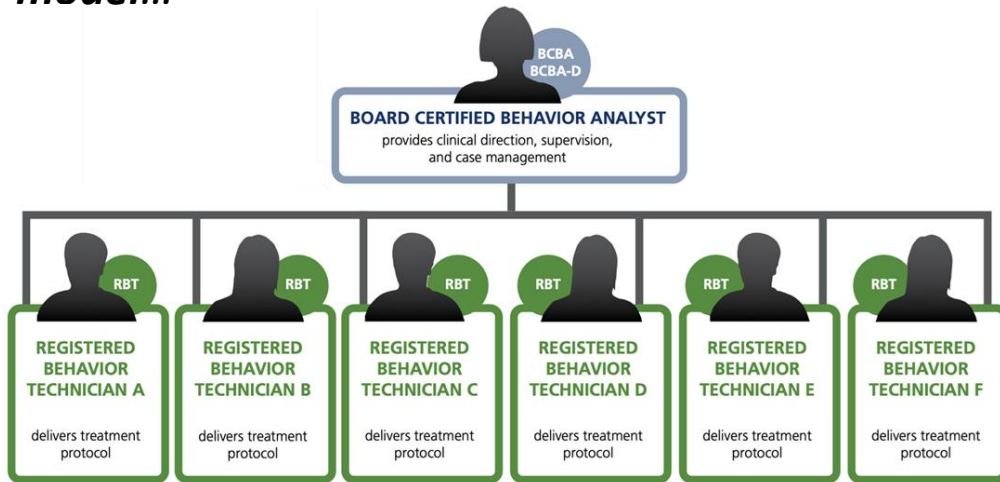 model...
BCBA
BCBA-D
BOARD CERTIFIED BEHAVIOR ANALYST
provides clinical direction, supervision,
and case management
RBT
REGISTERED
BEHAVIOR
TECHNICIAN A
delivers treatment
protocol
RBT
REGISTERED
BEHAVIOR
TECHNICIAN B
delivers treatment
protocol
RBT
REGISTERED
BEHAVIOR
TECHNICIAN C
delivers treatment
protocol
RBT
REGISTERED
BEHAVIOR
TECHNICIAN D
delivers treatment
protocol
RBT
REGISTERED
BEHAVIOR
TECHNICIAN E
delivers treatment
protocol
RBT
REGISTERED
BEHAVIOR
TECHNICIAN F
delivers treatment
protocol